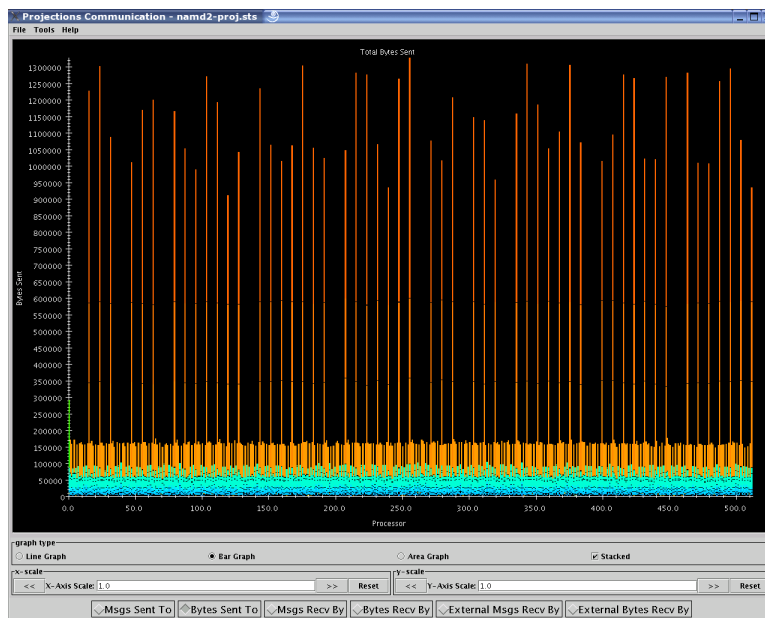 Projections Communication - namd2-proj.sts
File Tools Help
Total Bytes Sent
1300000
1250000
1200000
1150000
1100000
1050000
1000000
950000
900000
850000
800000
750000
700000
650000
600000
550000
500000
450000
400000
350000
300000
250000
200000
150000
100000
50000
0
Bytes Sent
0.0 50.0 100.0 150.0 200.0 250.0 300.0 350.0 400.0 450.0 500.0
Processor
graph type
Line Graph Bar Graph Area Graph Stacked
x-scale y-scale
<< X-Axis Scale: 1.0 >> Reset << Y-Axis Scale: 1.0 >> Reset
Msgs Sent To Bytes Sent To Msgs Recv By Bytes Recv By External Msgs Recv By External Bytes Recv By